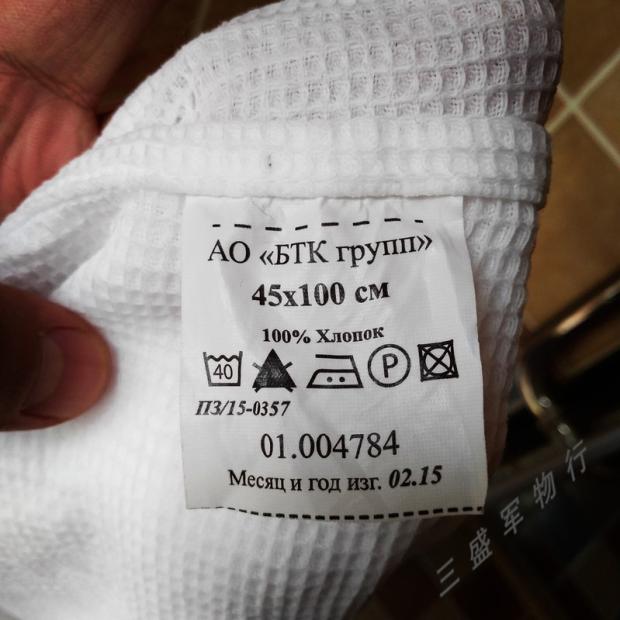 АО «БТК групп»
45х100 см
100% Хлопок
40
P
ПЗ/15-0357
01.004784
Месяц и год изг. 02.15
三盛军物行